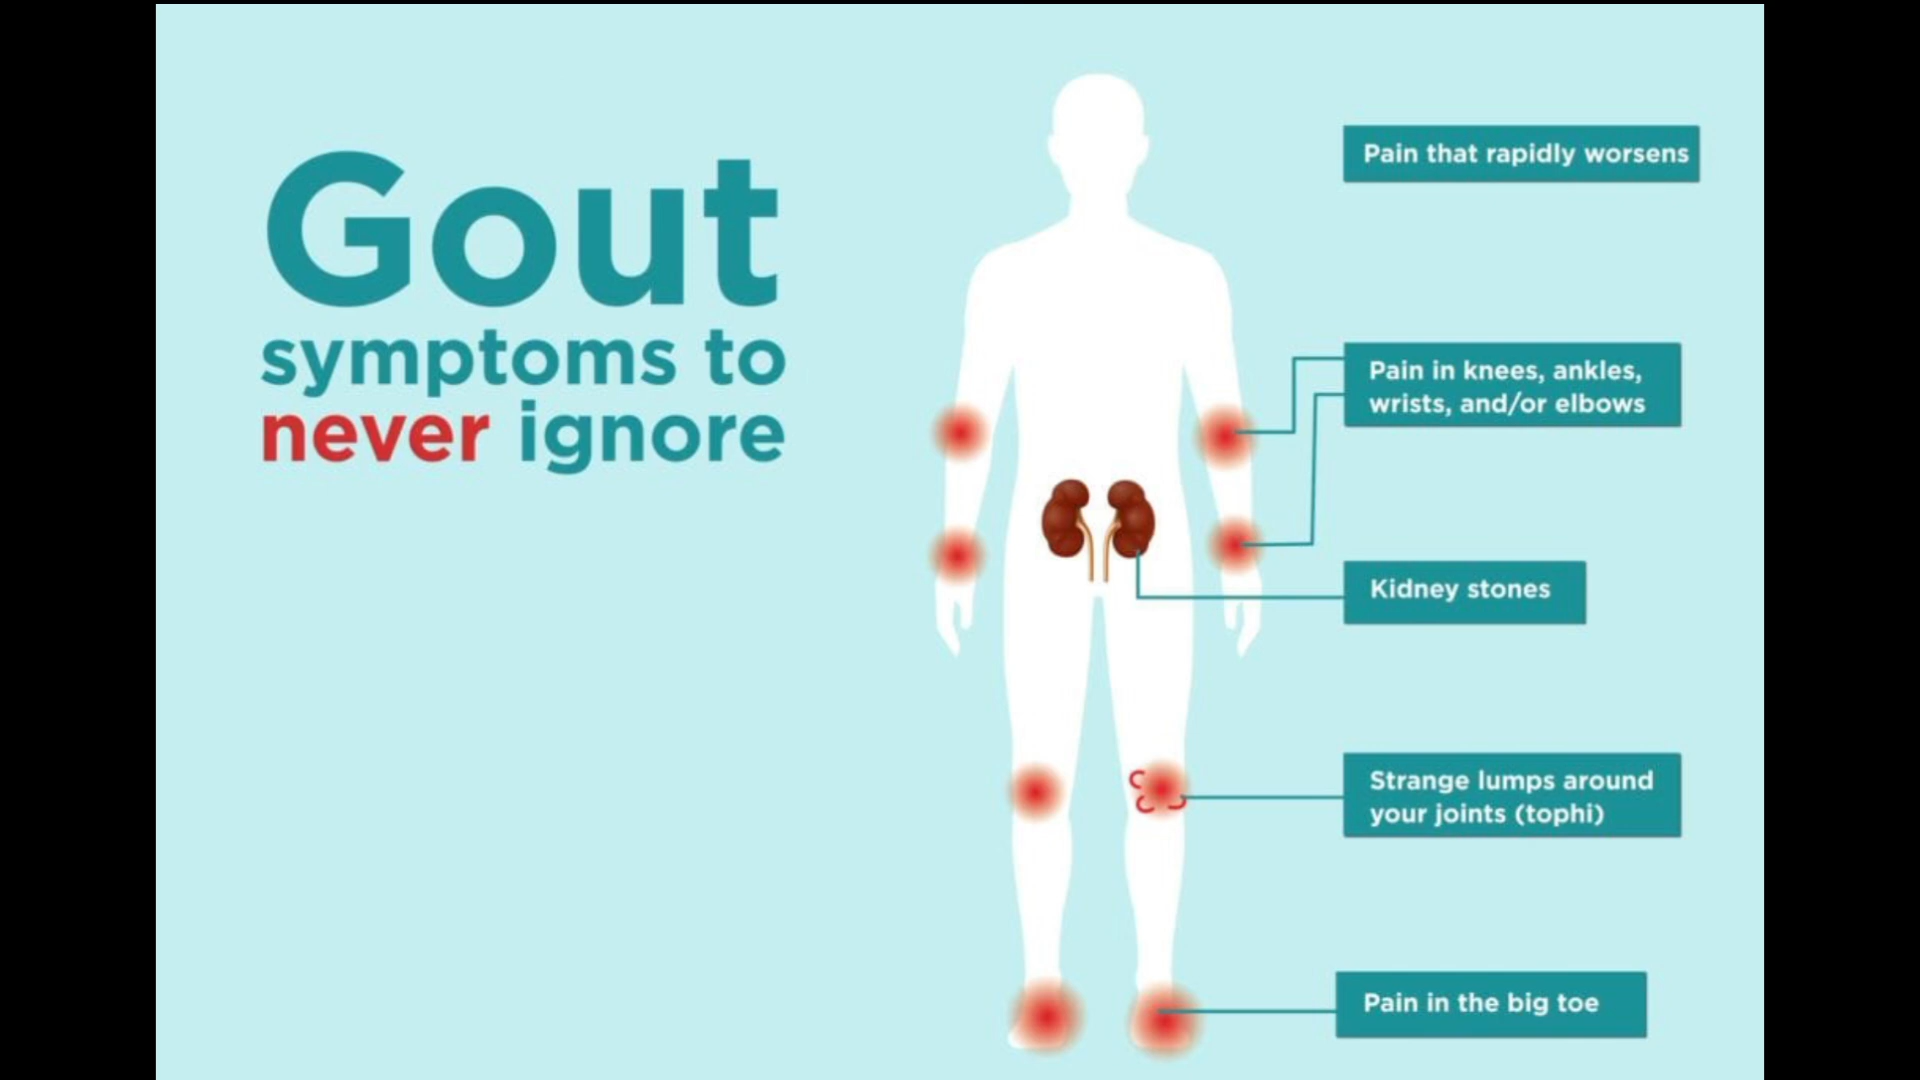 Gout
symptoms to
never ignore
Pain that rapidly worsens
Pain in knees, ankles,
wrists, and/or elbows
Kidney stones
Strange lumps around
your joints (tophi)
Pain in the big toe